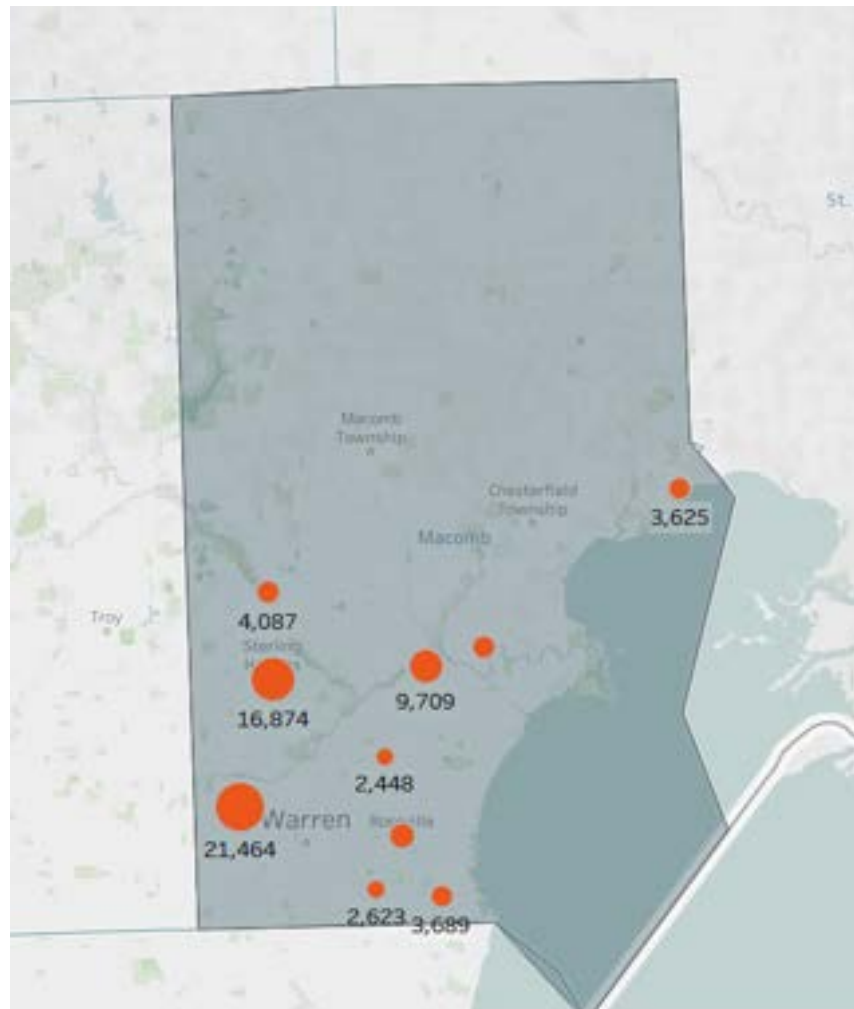 St.
Macomb
Township
Chesterfield
Township
3,625
Macomb
Troy
4,087
Sterling
9,709
16,874
2,448
Warren
21,464
2,623
3,689